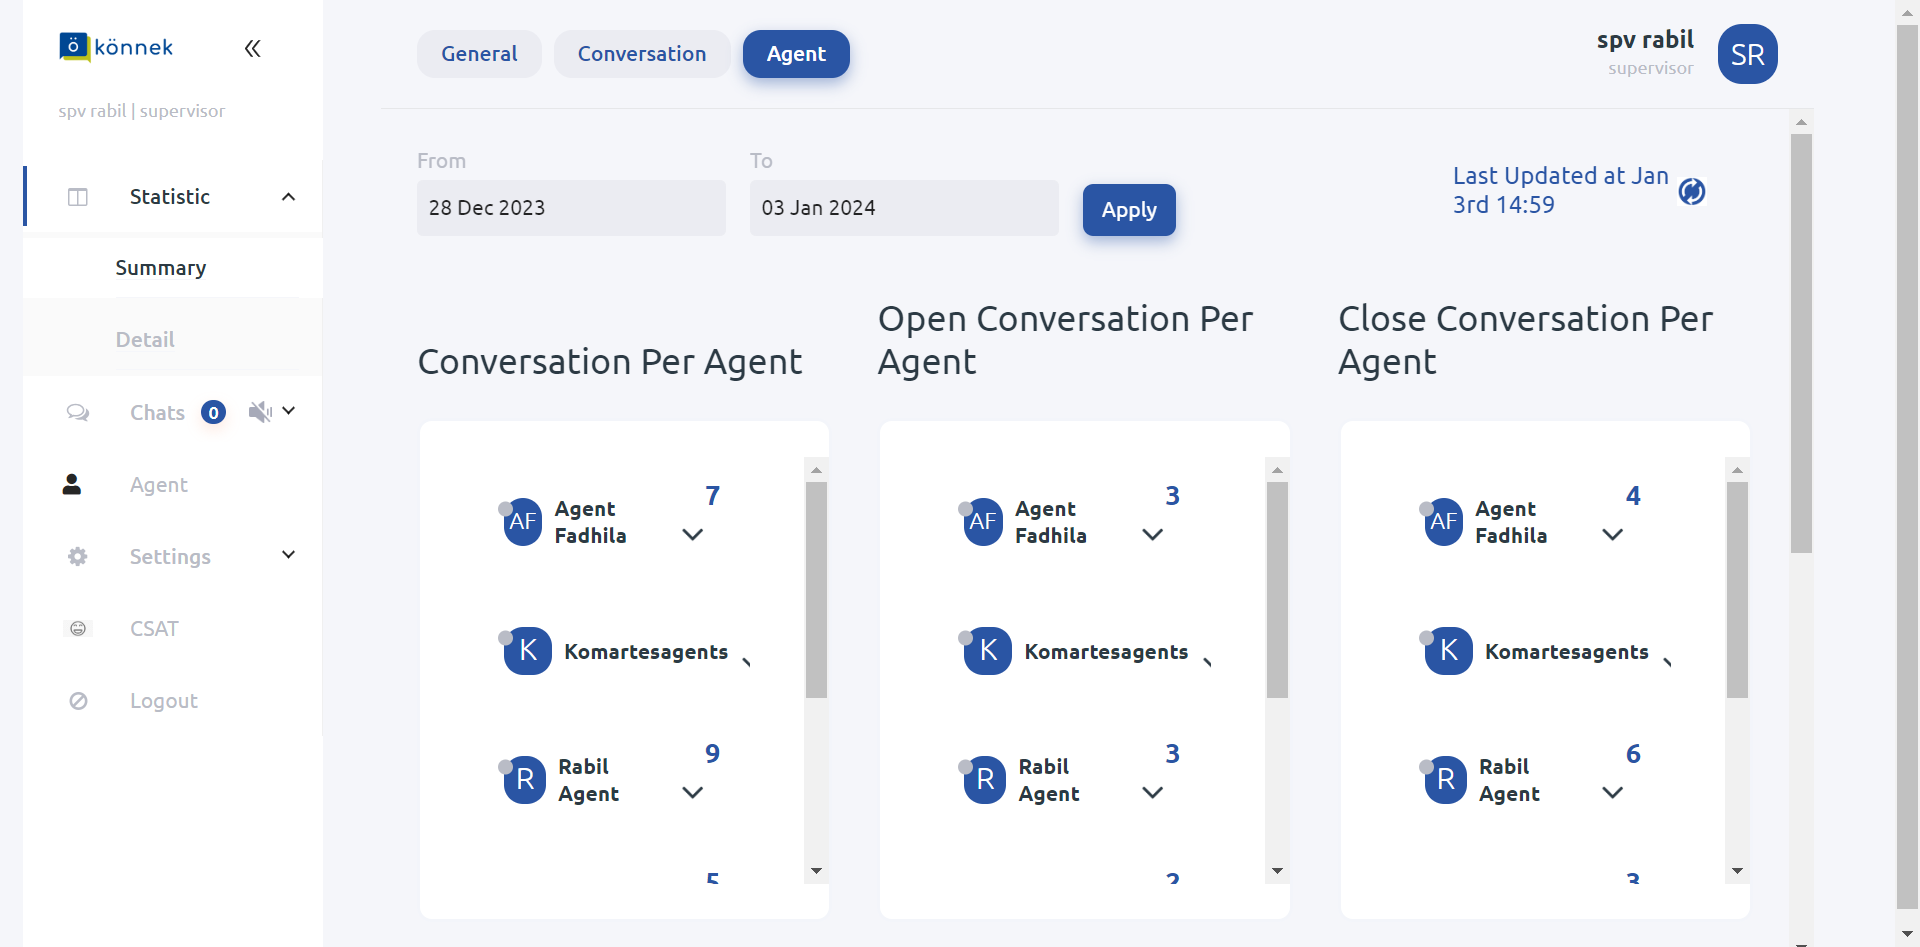 ö könnek
spv rabil | supervisor
Statistic
Summary
Detail
Chats 0
Agent
Settings
CSAT
Logout
General
Conversation
Agent
spv rabil
supervisor
SR
From
28 Dec 2023
To
03 Jan 2024
Apply
Last Updated at Jan
3rd 14:59
Conversation Per Agent
AF
Agent
Fadhila
7
K
Komartesagents
R
Rabil
Agent
9
5
Open Conversation Per
Agent
AF
Agent
Fadhila
3
K
Komartesagents
R
Rabil
Agent
3
2
Close Conversation Per
Agent
AF
Agent
Fadhila
4
K
Komartesagents
R
Rabil
Agent
6
3